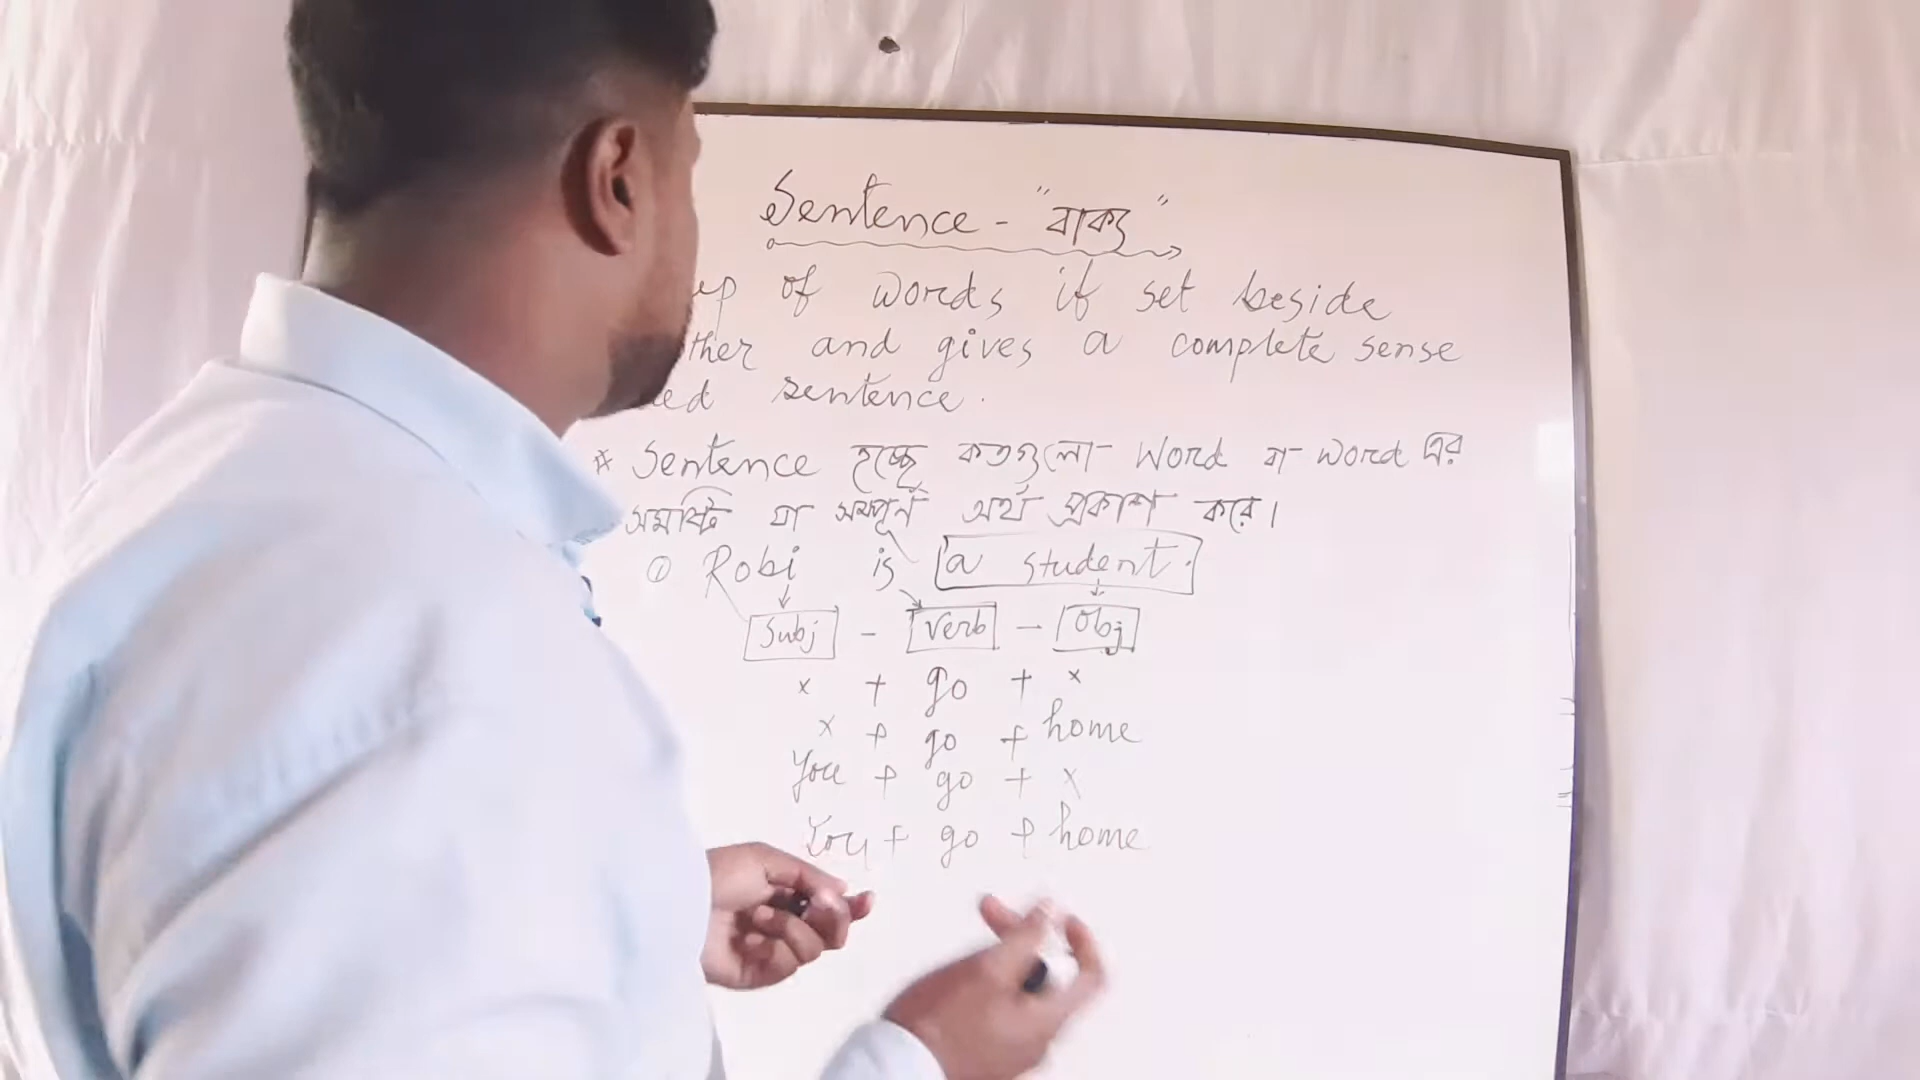 Sentence - "বাক্য"
up of words if set beside
ther and gives a complete sense
ed sentence.
* Sentence হচ্ছে কতগুলো Word বা word এর
সমষ্টি যা সম্পূর্ন অর্থ প্রকাশ করে।
① Robi is a student.
Subj - Verb - Obj
× + go + ×
× + go + home
You + go + ×
You + go + home